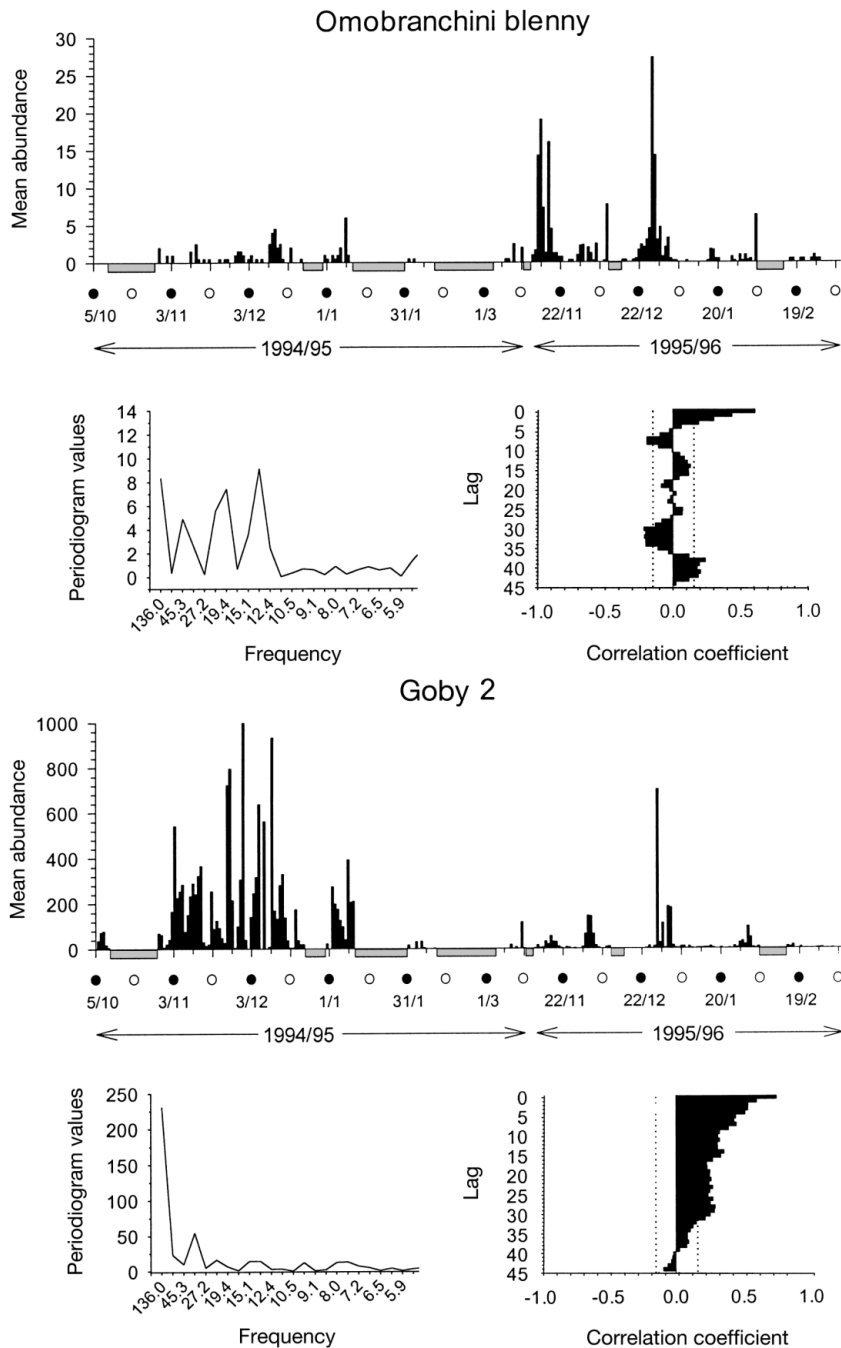 Omobranchini blenny
Mean abundance
30
25
20
15
10
5
0
5/10 3/11 3/12 1/1 31/1 1/3 22/11 22/12 20/1 19/2
1994/95 1995/96
Periodiogram values
14
12
10
8
6
4
2
0
136.0 45.3 27.2 19.4 15.1 12.4 10.5 9.1 8.0 7.2 6.5 5.9
Frequency
Lag
0
5
10
15
20
25
30
35
40
45
-1.0 0.0 0.5 1.0
Correlation coefficient
Goby 2
Mean abundance
1000
800
600
400
200
0
5/10 3/11 3/12 1/1 31/1 1/3 22/11 22/12 20/1 19/2
1994/95 1995/96
Periodiogram values
250
200
150
100
50
0
136.0 45.3 27.2 19.4 15.1 12.4 10.5 9.1 8.0 7.2 6.5 5.9
Frequency
Lag
0
5
10
15
20
25
30
35
40
45
-1.0 0.0 0.5 1.0
Correlation coefficient